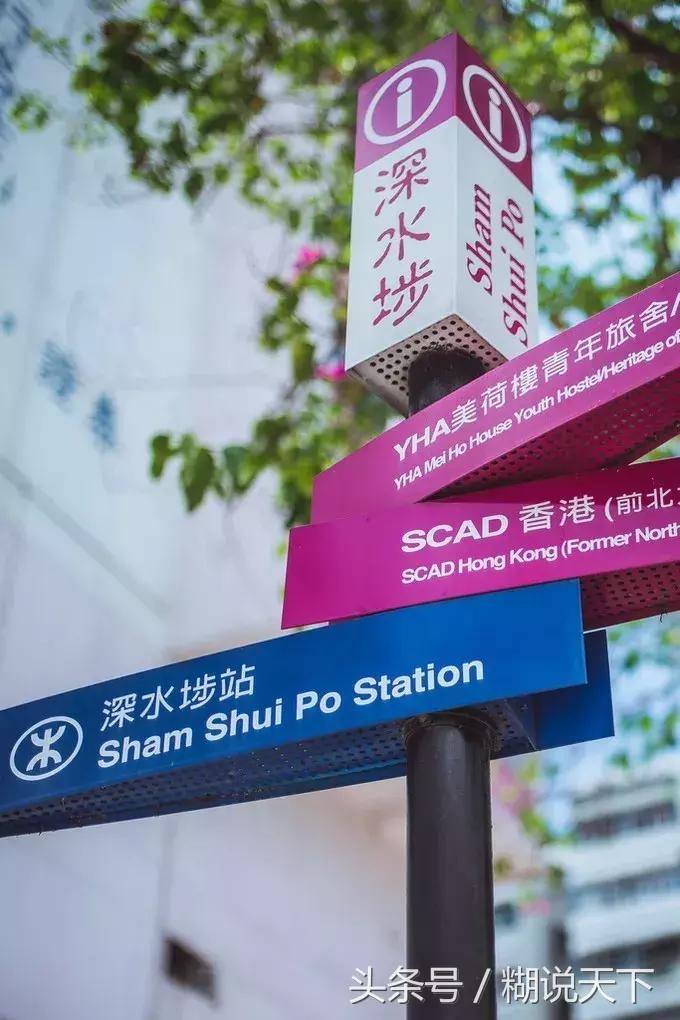 深水埗
Sham
Shui Po
YHA美荷樓青年旅舍/
YHA Mei Ho House Youth Hostel/Heritage of
SCAD 香港 (前北
SCAD Hong Kong (Former North
深水埗站
Sham Shui Po Station
头条号 / 糊说天下